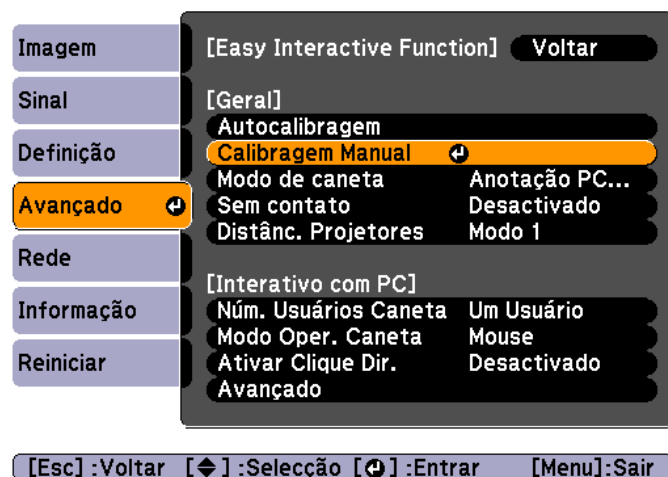 Imagem
Sinal
Definição
Avançado
Rede
Informação
Reiniciar
[Easy Interactive Function] Voltar
[Geral]
Autocalibragem
Calibragem Manual
Modo de caneta Anotação PC...
Sem contato Desactivado
Distânc. Projetores Modo 1
[Interativo com PC]
Núm. Usuários Caneta Um Usuário
Modo Oper. Caneta Mouse
Ativar Clique Dir. Desactivado
Avançado
[Esc] :Voltar [◆] :Selecção [⏎] :Entrar [Menu]:Sair